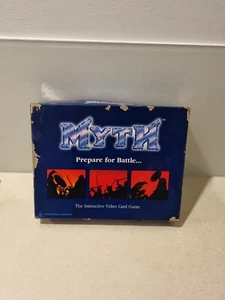 MYTH
Prepare for Battle...
The Interactive Video Card Game